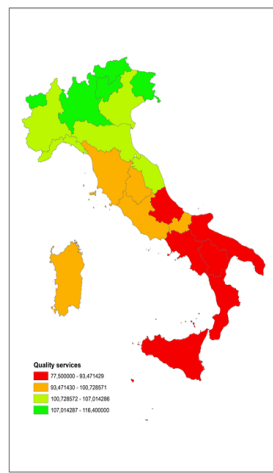 Quality services
77,500000 - 93,471429
93,471430 - 100,728571
100,728572 - 107,014286
107,014287 - 116,400000